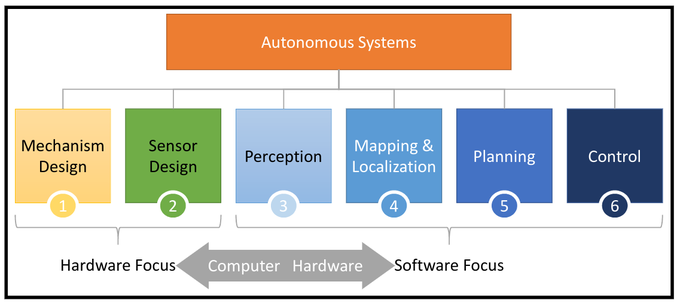 Autonomous Systems
Mechanism
Design
Sensor
Design
Perception
Mapping &
Localization
Planning
Control
1
2
3
4
5
6
Hardware Focus
Computer Hardware
Software Focus